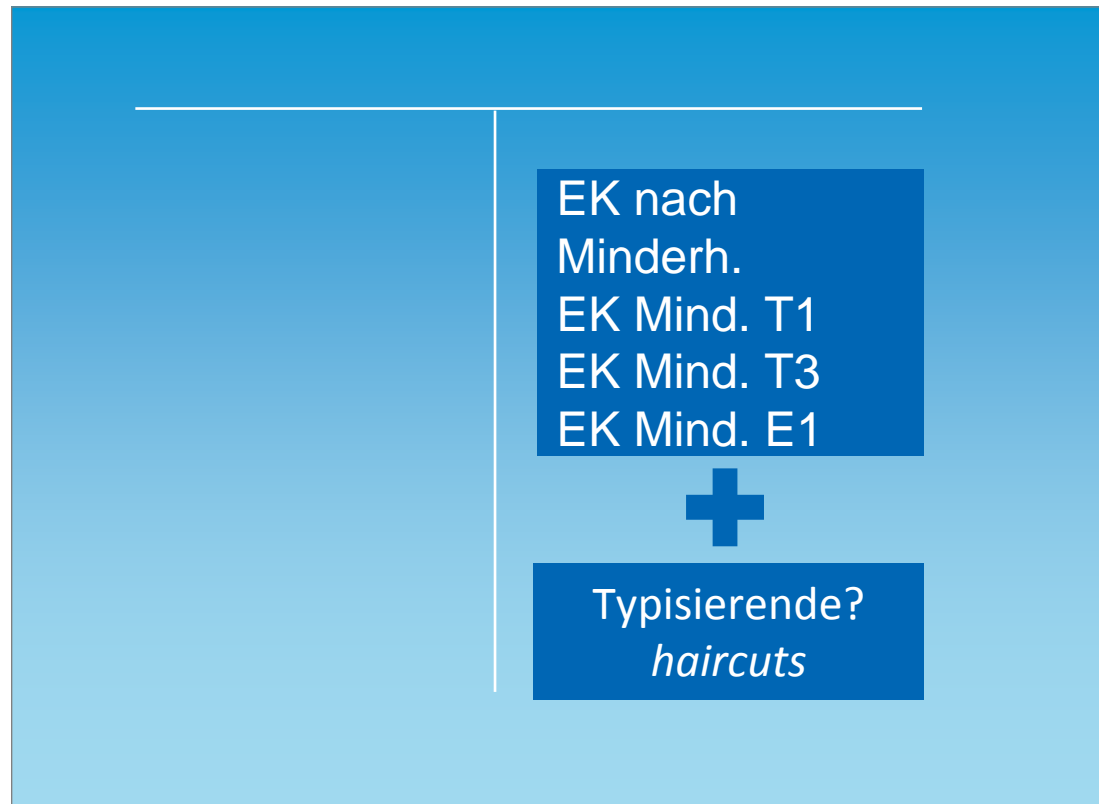 EK nach
Minderh.
EK Mind. T1
EK Mind. T3
EK Mind. E1
Typisierende?
haircuts